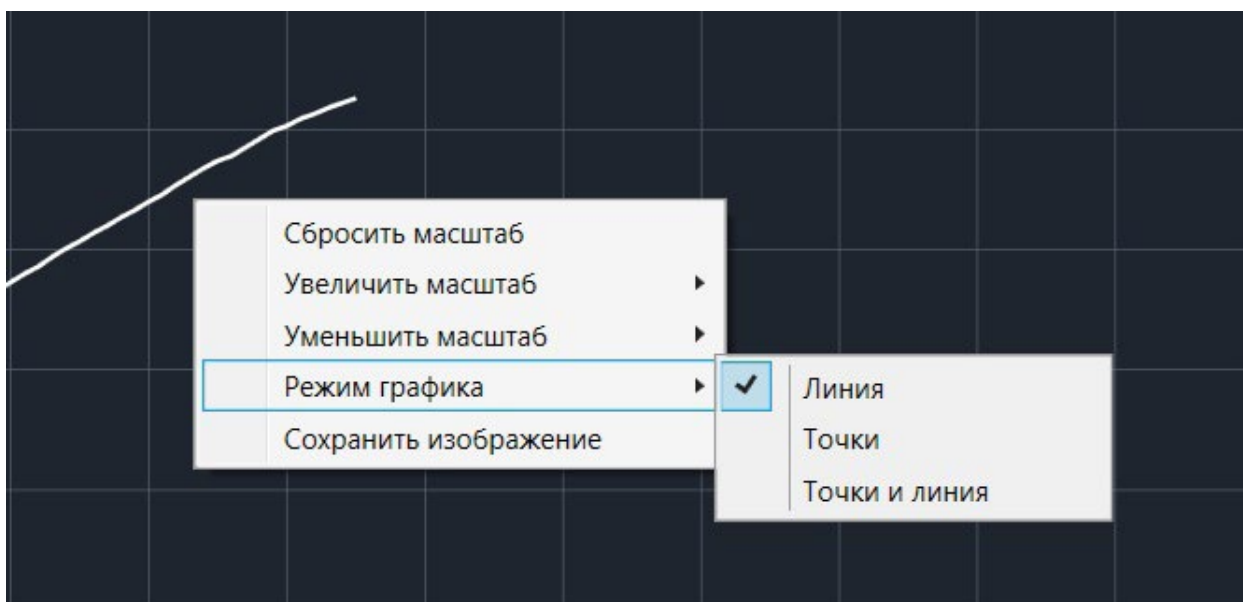 Сбросить масштаб
Увеличить масштаб
Уменьшить масштаб
Режим графика
Сохранить изображение
Линия
Точки
Точки и линия